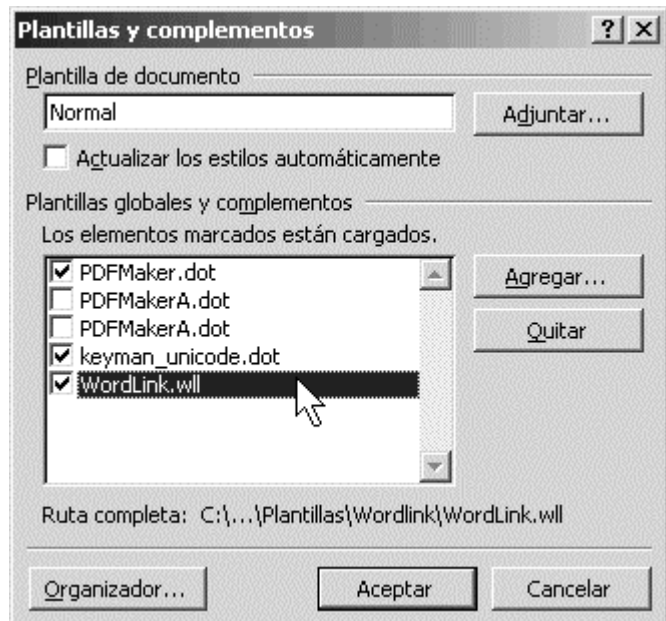 Plantillas y complementos
Plantilla de documento
Normal
Adjuntar...
Actualizar los estilos automáticamente
Plantillas globales y complementos
Los elementos marcados están cargados.
PDFMaker.dot
PDFMakerA.dot
PDFMakerA.dot
keyman_unicode.dot
WordLink.wll
Agregar...
Quitar
Ruta completa: C:\...\Plantillas\Wordlink\WordLink.wll
Organizador... Aceptar Cancelar